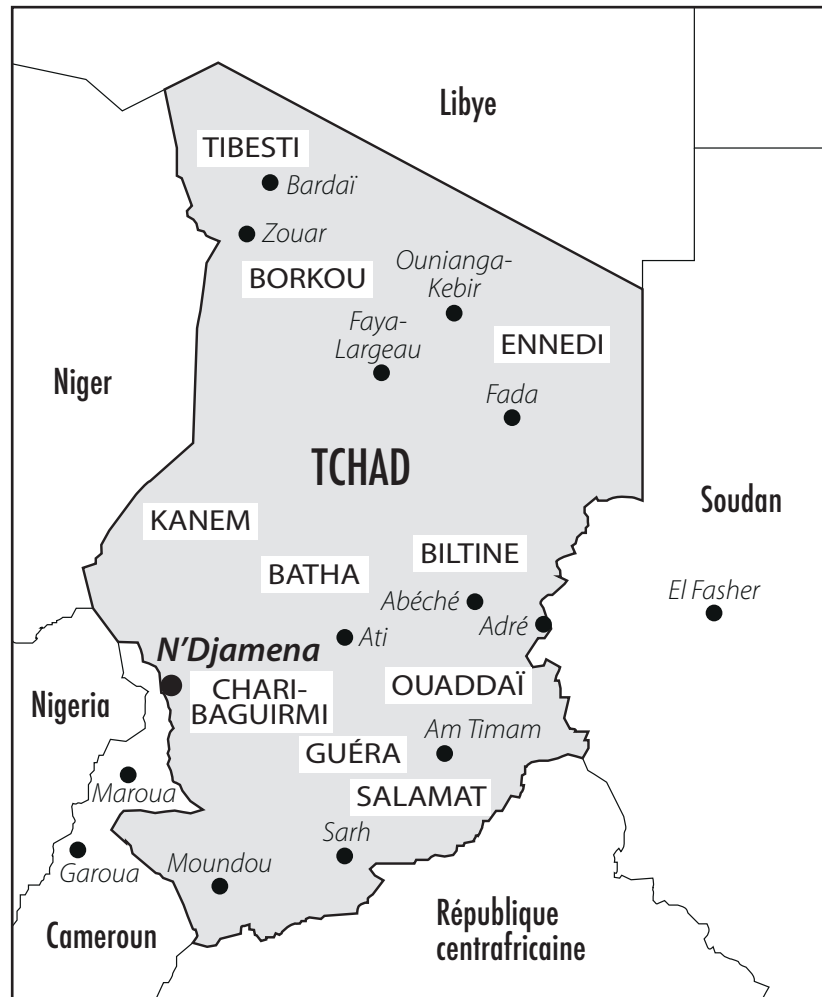 Libye
TIBESTI
Bardaï
Zouar
Ounianga-
Kebir
BORKOU
Faya-
Largeau
ENNEDI
Niger
Fada
TCHAD
Soudan
KANEM
BILTINE
BATHA
Abéché
El Fasher
Adré
Ati
N'Djamena
OUADDAÏ
CHARI-
BAGUIRMI
Nigeria
Am Timam
GUÉRA
Maroua
SALAMAT
Sarh
Moundou
Garoua
Cameroun
République
centrafricaine